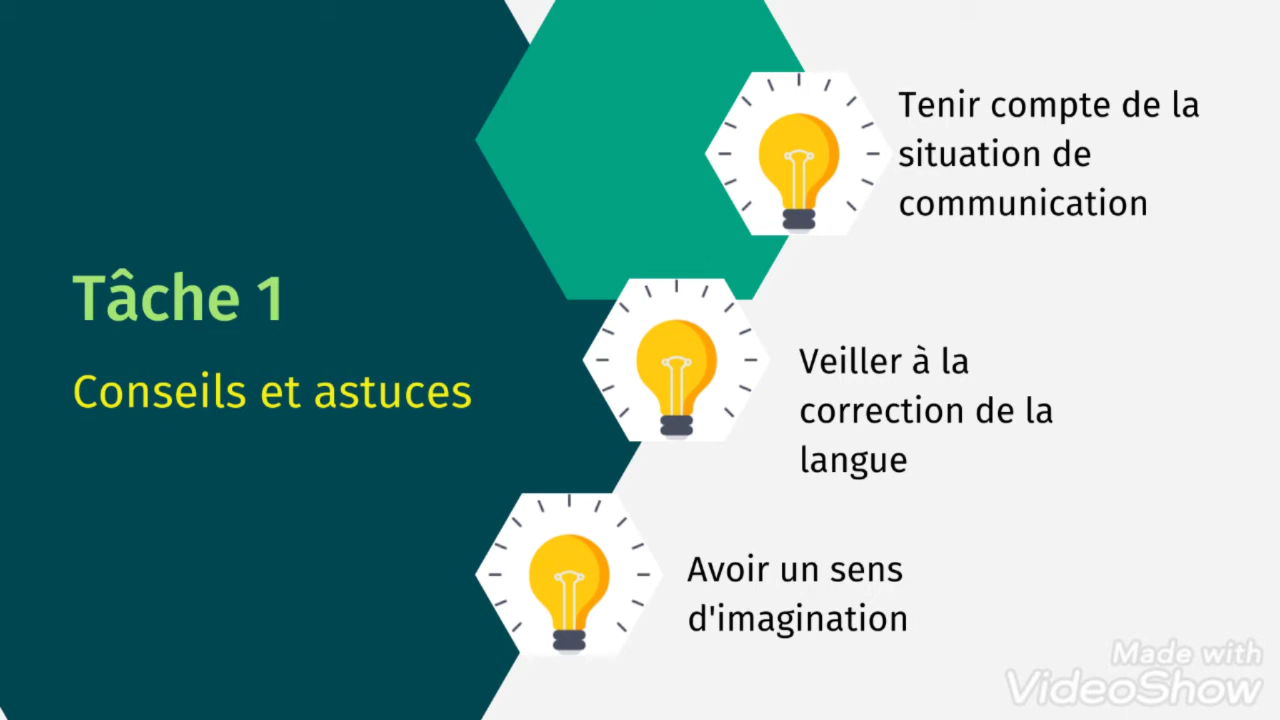 Tâche 1
Conseils et astuces
Tenir compte de la
situation de
communication
Veiller à la
correction de la
langue
Avoir un sens
d'imagination
Made with
VideoShow